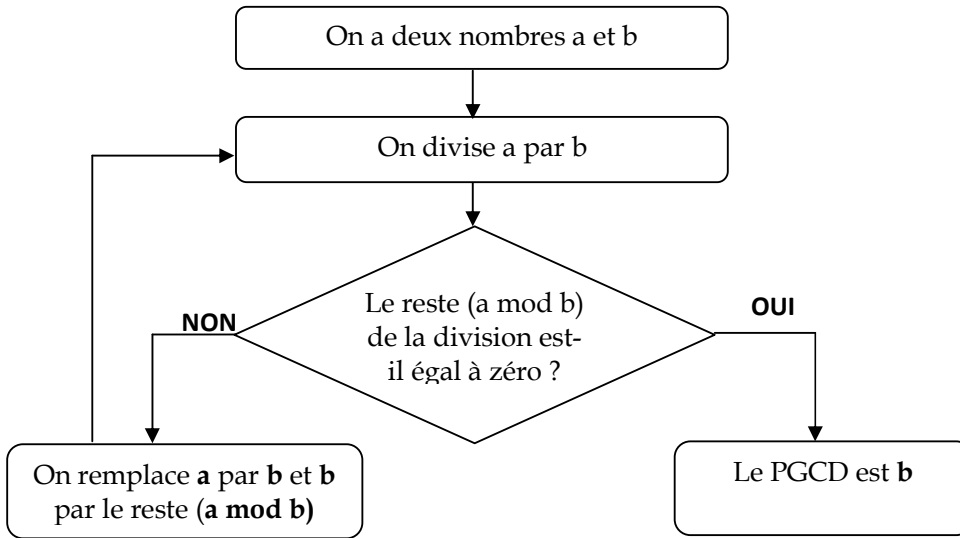 On a deux nombres a et b
On divise a par b
Le reste (a mod b)
de la division est-
il égal à zéro ?
NON
OUI
On remplace a par b et b
par le reste (a mod b)
Le PGCD est b